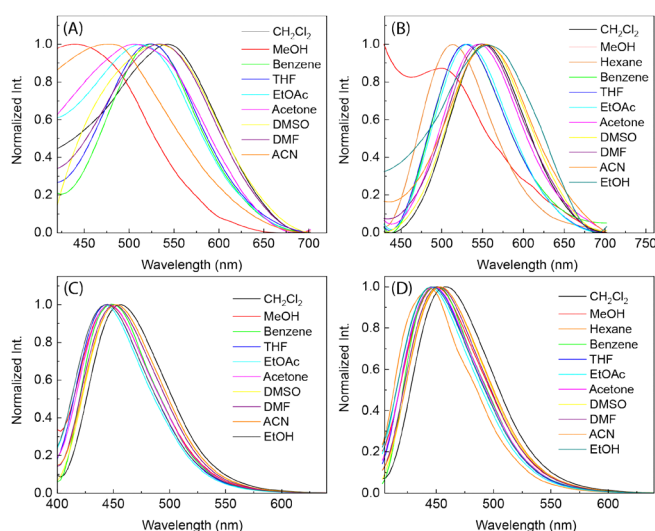 (A)
CH₂Cl₂
MeOH
Benzene
THF
EtOAc
Acetone
DMSO
DMF
ACN
Normalized Int.
1.0
0.8
0.6
0.4
0.2
0.0
450 500 550 600 650 700
Wavelength (nm)
(B)
CH₂Cl₂
MeOH
Hexane
Benzene
THF
EtOAc
Acetone
DMSO
DMF
ACN
EtOH
Normalized Int.
1.0
0.8
0.6
0.4
0.2
0.0
450 500 550 600 650 700 750
Wavelength (nm)
(C)
CH₂Cl₂
MeOH
Benzene
THF
EtOAc
Acetone
DMSO
DMF
ACN
EtOH
Normalized Int.
1.0
0.8
0.6
0.4
0.2
0.0
400 450 500 550 600
Wavelength (nm)
(D)
CH₂Cl₂
MeOH
Hexane
Benzene
THF
EtOAc
Acetone
DMSO
DMF
ACN
EtOH
Normalized Int.
1.0
0.8
0.6
0.4
0.2
0.0
400 450 500 550 600
Wavelength (nm)